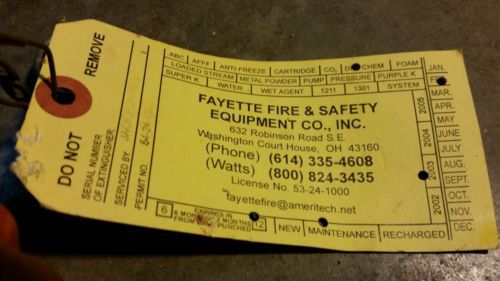 DO NOT REMOVE
SERIAL NUMBER
OF EXTINGUISHER
SERVICED BY
PERMIT NO.
ABC AFFF ANTI-FREEZE CARTRIDGE CO2 CHEM FOAM
LOADED STREAM METAL POWDER PUMP PRESSURE PURPLE K
SUPER K WATER WET AGENT 1211 1301 SYSTEM
FAYETTE FIRE & SAFETY
EQUIPMENT CO., INC.
632 Robinson Road S.E.
Washington Court House, OH 43160
(Phone) (614) 335-4608
(Watts) (800) 824-3435
License No. 53-24-1000
fayettefire@ameritech.net
6 EXPIRES IN 12
6 MONTHS 12 MONTHS
FROM PUNCHED
NEW MAINTENANCE RECHARGED
2005
2004
2003
2002
JAN.
MAR.
APR.
MAY
JUNE
JULY
AUG.
SEPT.
OCT.
NOV.
DEC.